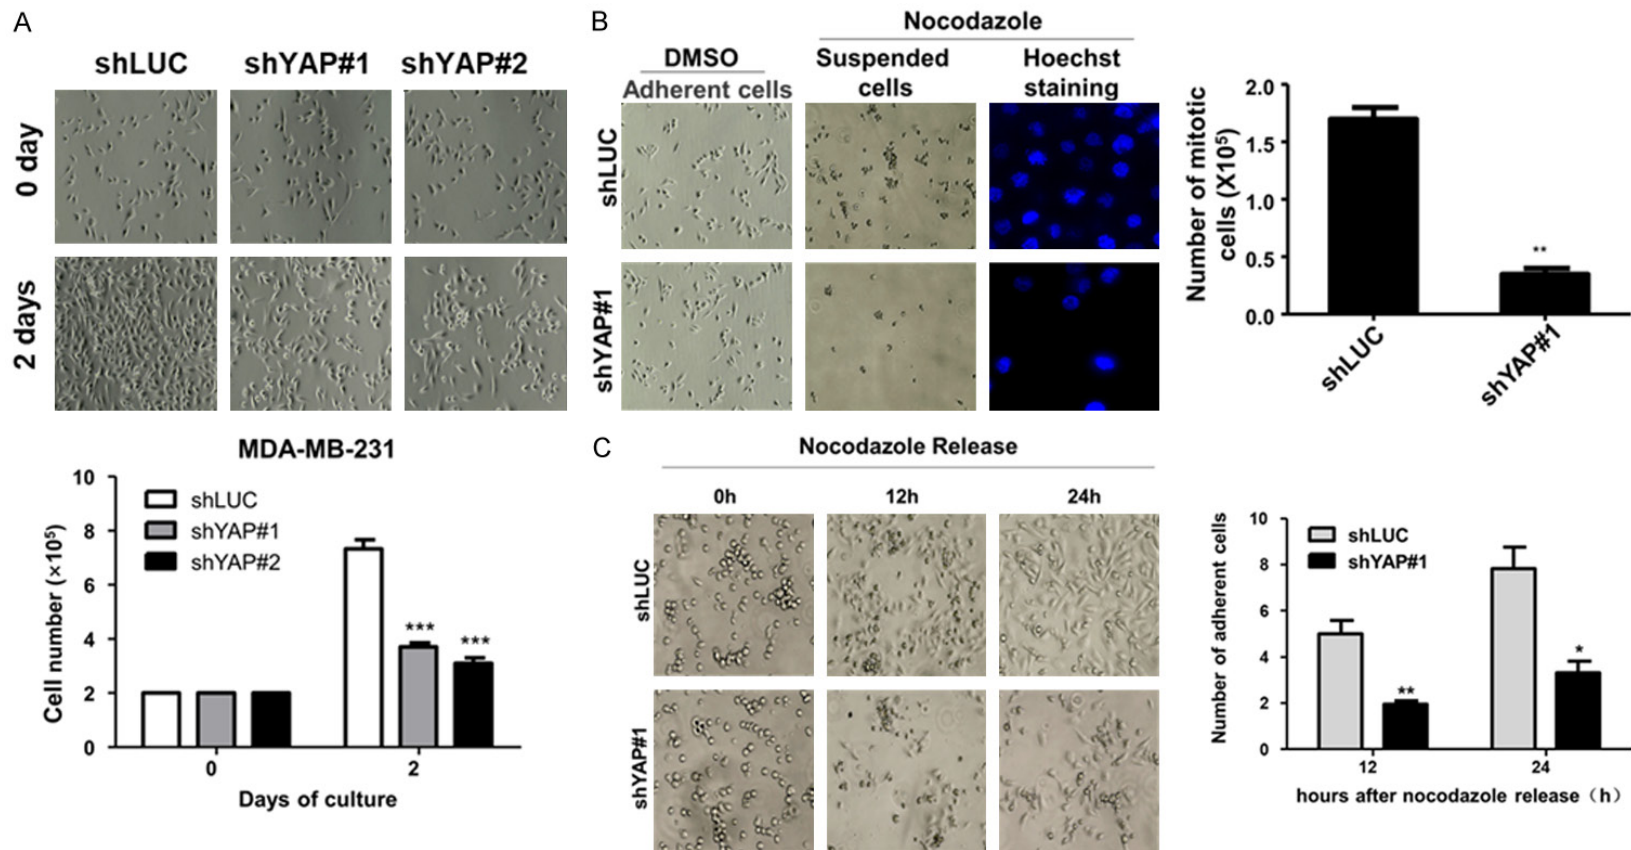 A
shLUC shYAP#1 shYAP#2
0 day
2 days
MDA-MB-231
10
8
6
4
2
0
Cell number (×10⁵)
shLUC
shYAP#1
shYAP#2
***
***
0 2
Days of culture
B
Nocodazole
DMSO
Adherent cells
Suspended
cells
Hoechst
staining
shLUC
shYAP#1
Number of mitotic
cells (X10⁵)
2.0
1.5
1.0
0.5
0.0
**
shLUC
shYAP#1
C
Nocodazole Release
0h 12h 24h
shLUC
shYAP#1
Number of adherent cells
10
8
6
4
2
0
shLUC
shYAP#1
**
*
12 24
hours after nocodazole release（h）